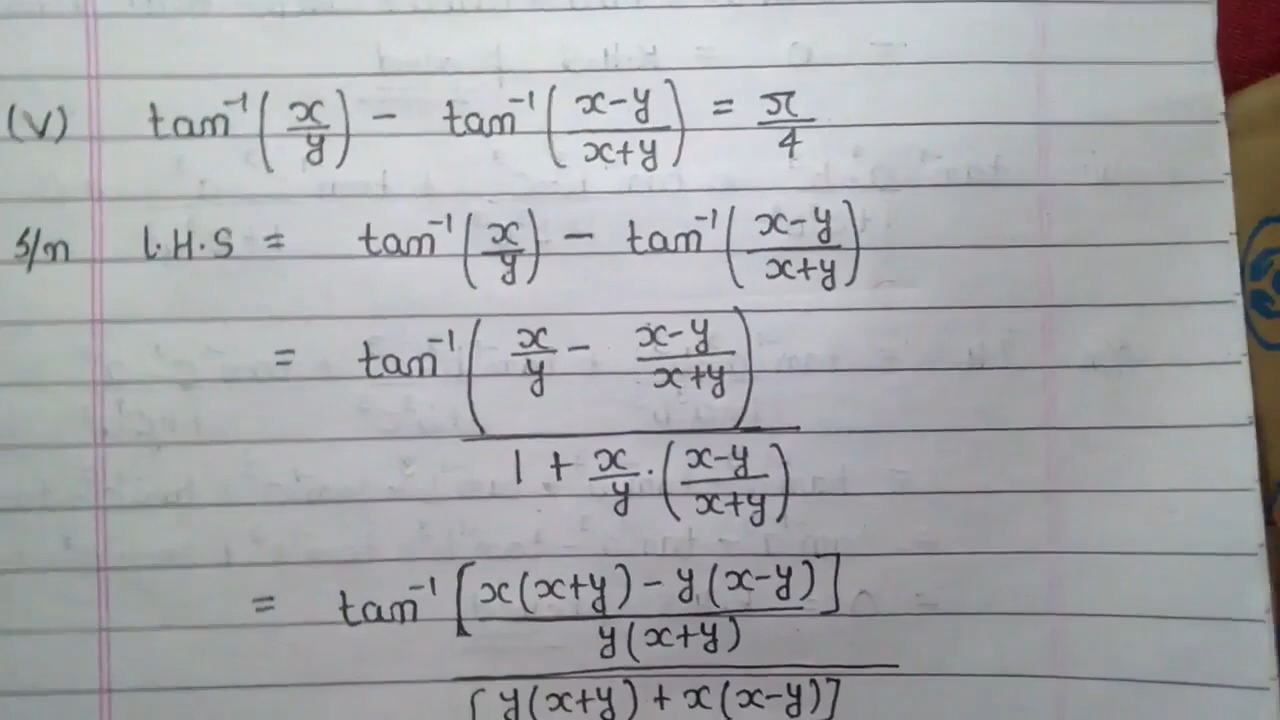 (V) tan⁻¹(x/y) - tan⁻¹((x-y)/(x+y)) = π/4
s/n L.H.S = tan⁻¹(x/y) - tan⁻¹((x-y)/(x+y))
= tan⁻¹(x/y - (x-y)/(x+y))
1 + x/y · ((x-y)/(x+y))
= tan⁻¹[x(x+y) - y(x-y)]
y(x+y)
[y(x+y) + x(x-y)]